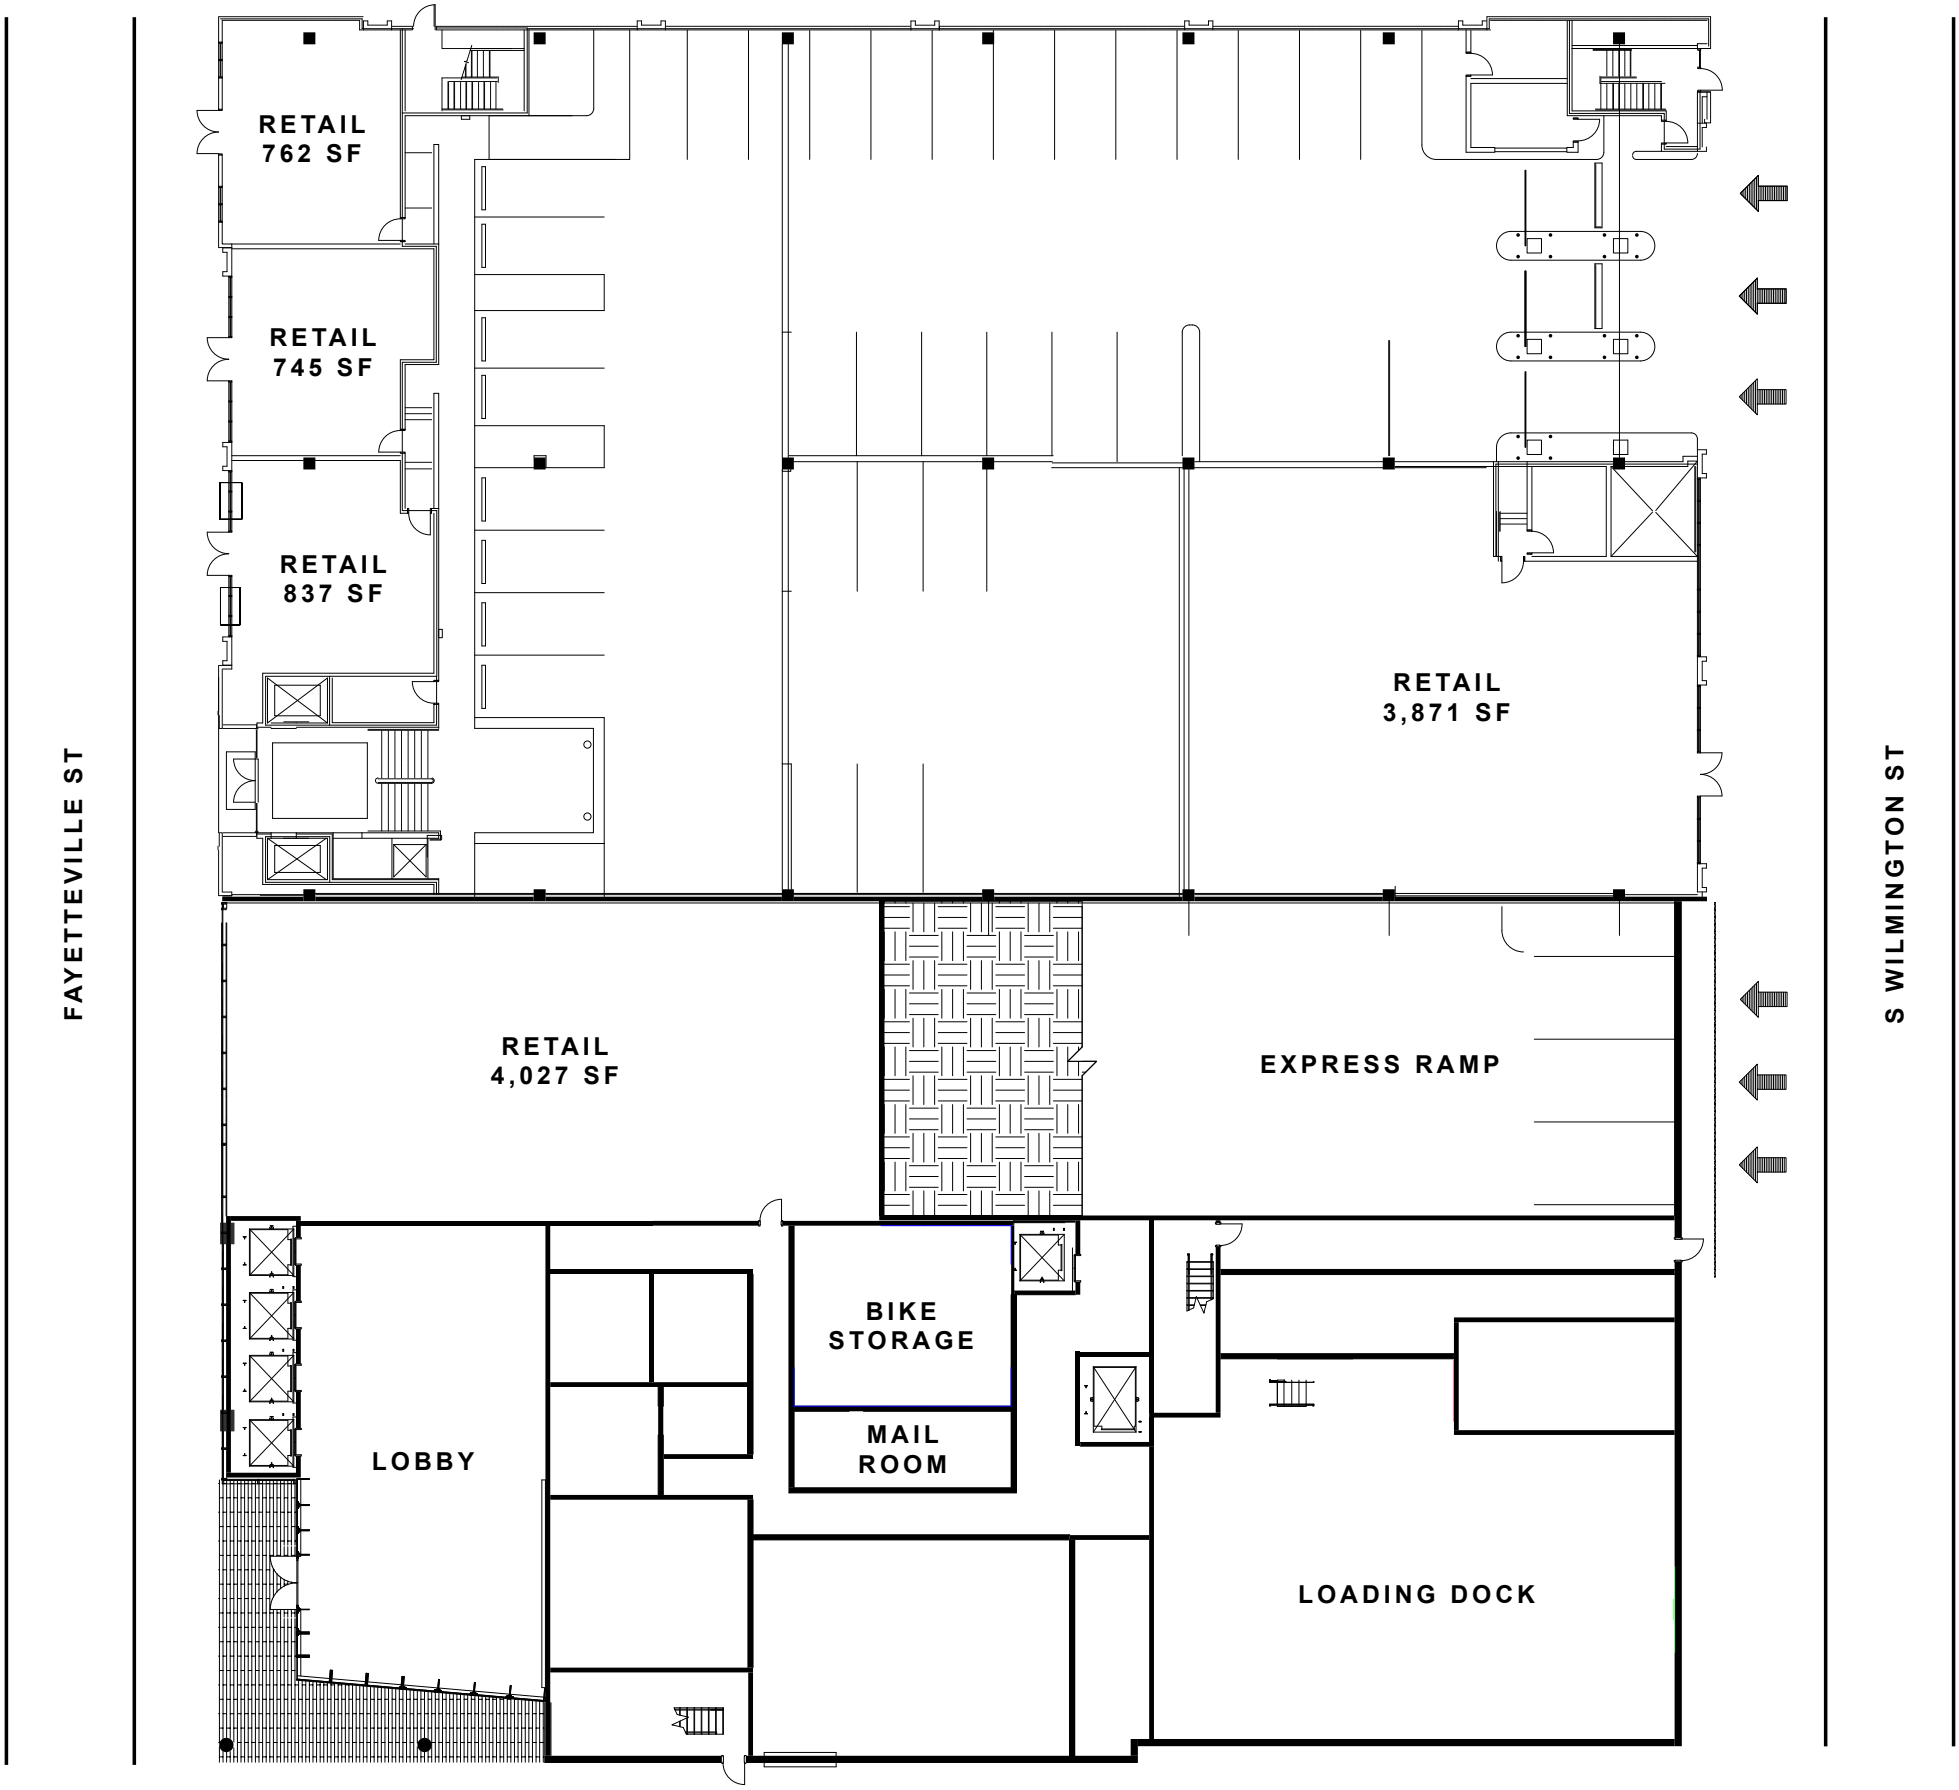 RETAIL
762 SF
RETAIL
745 SF
RETAIL
837 SF
RETAIL
3,871 SF
FAYETTEVILLE ST
S WILMINGTON ST
RETAIL
4,027 SF
EXPRESS RAMP
BIKE
STORAGE
MAIL
ROOM
LOBBY
LOADING DOCK